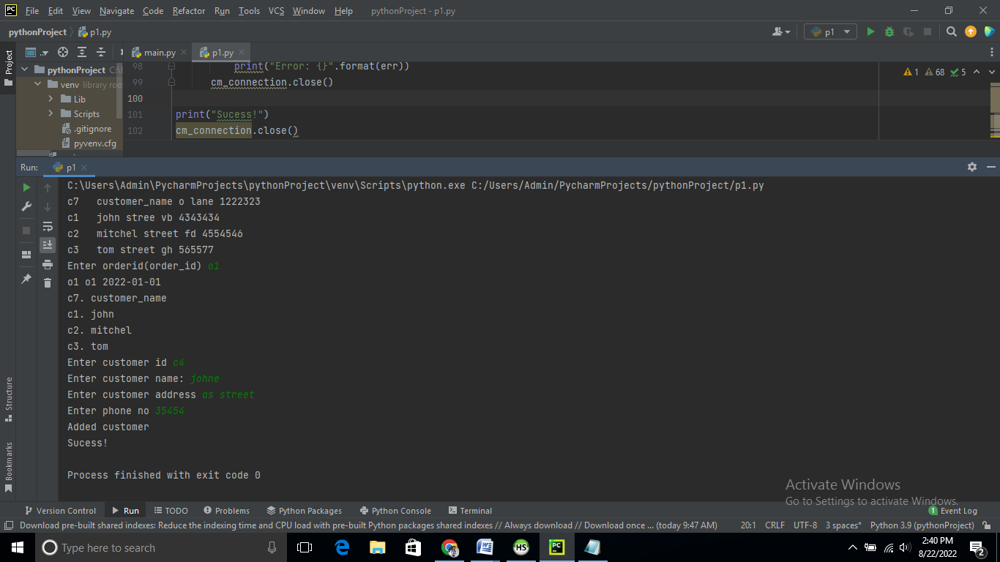 File Edit View Navigate Code Refactor Run Tools VCS Window Help pythonProject - p1.py
pythonProject p1.py p1
Project
main.py p1.py
pythonProject
venv library roo
Lib
Scripts
.gitignore
pyvenv.cfg
98 print("Error: {}".format(err))
99 cm_connection.close()
100
101 print("Sucess!")
102 cm_connection.close()
1 68 5
Run: p1
C:\Users\Admin\PycharmProjects\pythonProject\venv\Scripts\python.exe C:/Users/Admin/PycharmProjects/pythonProject/p1.py
c7 customer_name o lane 1222323
c1 john stree vb 4343434
c2 mitchel street fd 4554546
c3 tom street gh 565577
Enter orderid(order_id) o1
o1 o1 2022-01-01
c7. customer_name
c1. john
c2. mitchel
c3. tom
Enter customer id c4
Enter customer name: johne
Enter customer address as street
Enter phone no 35454
Added customer
Sucess!
Process finished with exit code 0
Structure
Bookmarks
Activate Windows
Go to Settings to activate Windows.
Version Control Run TODO Problems Python Packages Python Console Terminal 1 Event Log
Download pre-built shared indexes: Reduce the indexing time and CPU load with pre-built Python packages shared indexes // Always download // Download once ... (today 9:47 AM) 20:1 CRLF UTF-8 3 spaces* Python 3.9 (pythonProject)
Type here to search
2:40 PM
8/22/2022
2